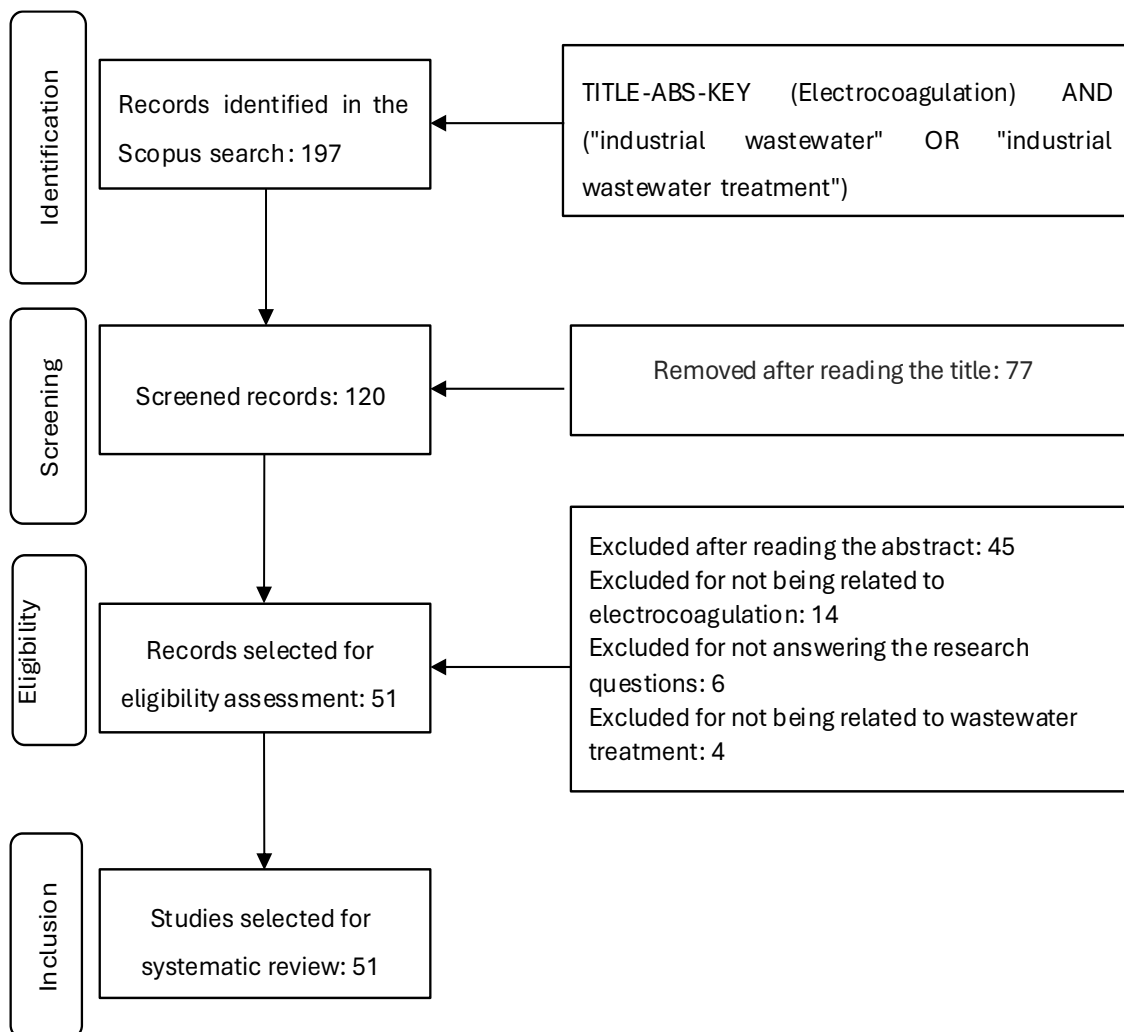 Identification
Records identified in the
Scopus search: 197
TITLE-ABS-KEY (Electrocoagulation) AND
("industrial wastewater" OR "industrial
wastewater treatment")
Screening
Screened records: 120
Removed after reading the title: 77
Eligibility
Records selected for
eligibility assessment: 51
Excluded after reading the abstract: 45
Excluded for not being related to
electrocoagulation: 14
Excluded for not answering the research
questions: 6
Excluded for not being related to wastewater
treatment: 4
Inclusion
Studies selected for
systematic review: 51